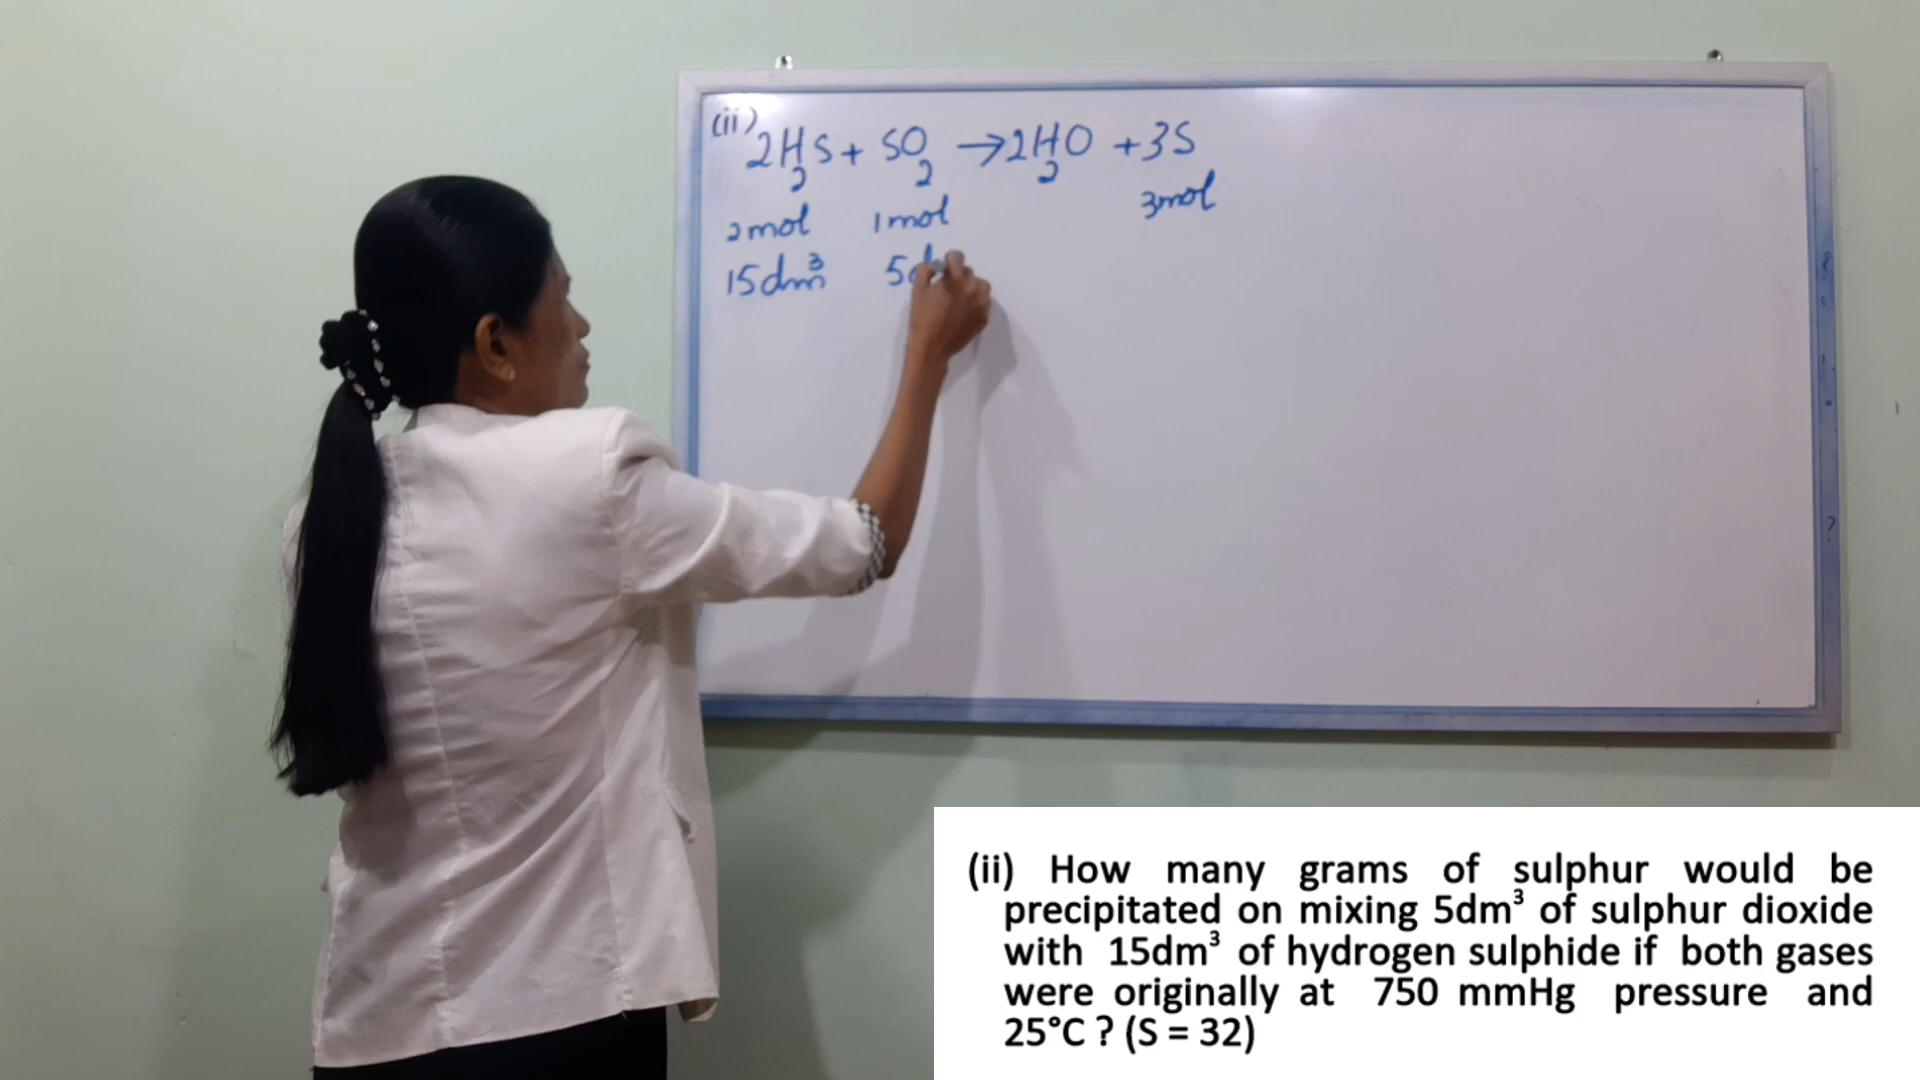 (ii)
2H₂S + SO₂ → 2H₂O + 3S
2mol 1mol 3mol
15dm³ 5d
(ii) How many grams of sulphur would be
precipitated on mixing 5dm³ of sulphur dioxide
with 15dm³ of hydrogen sulphide if both gases
were originally at 750 mmHg pressure and
25°C ? (S = 32)